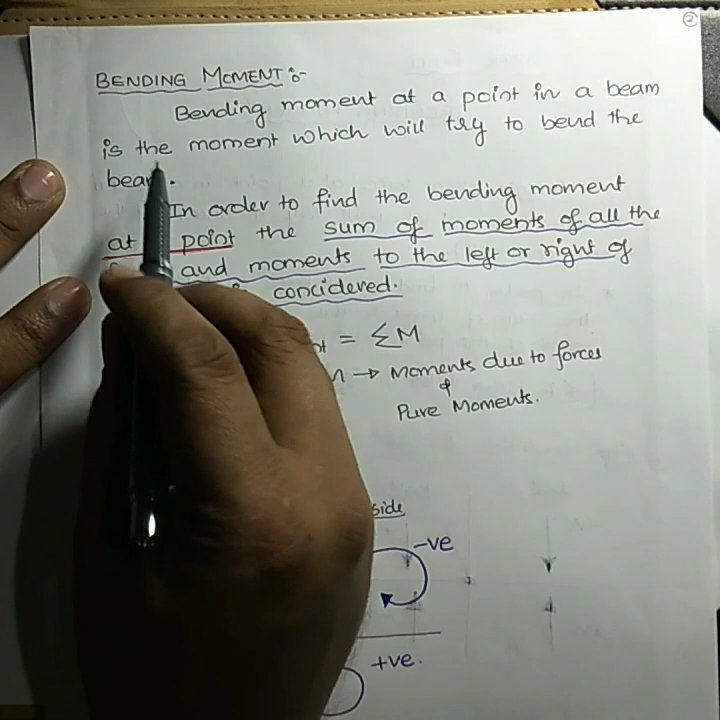 ②
BENDING MOMENT :-
Bending moment at a point in a beam
is the moment which will try to bend the
In order to find the bending moment
at point the sum of moments of all the
and moments to the left or right of
concidered.
= ΣM
→ Moments due to forces
&
Pure Moments.
side
-ve
+ve.